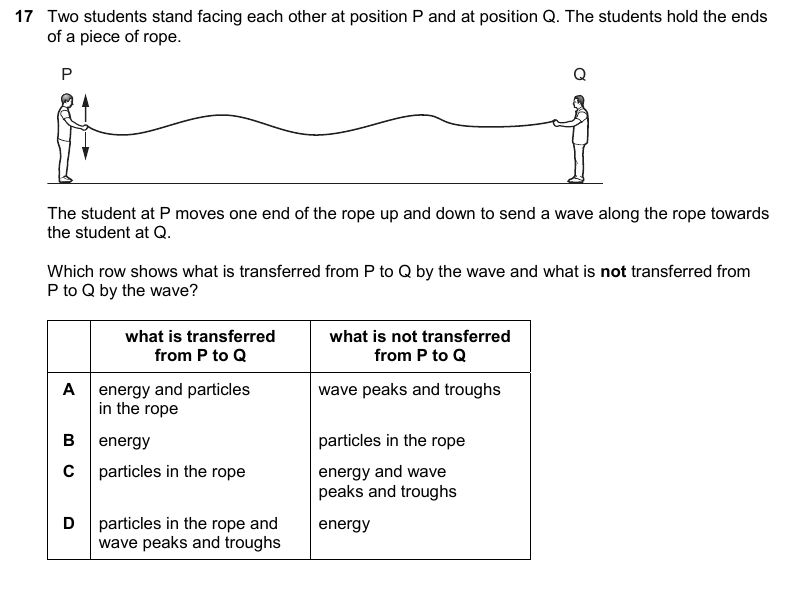 17 Two students stand facing each other at position P and at position Q. The students hold the ends
of a piece of rope.
P Q
The student at P moves one end of the rope up and down to send a wave along the rope towards
the student at Q.
Which row shows what is transferred from P to Q by the wave and what is not transferred from
P to Q by the wave?
what is transferred from P to Q what is not transferred from P to Q
A energy and particles in the rope wave peaks and troughs
B energy particles in the rope
C particles in the rope energy and wave peaks and troughs
D particles in the rope and wave peaks and troughs energy